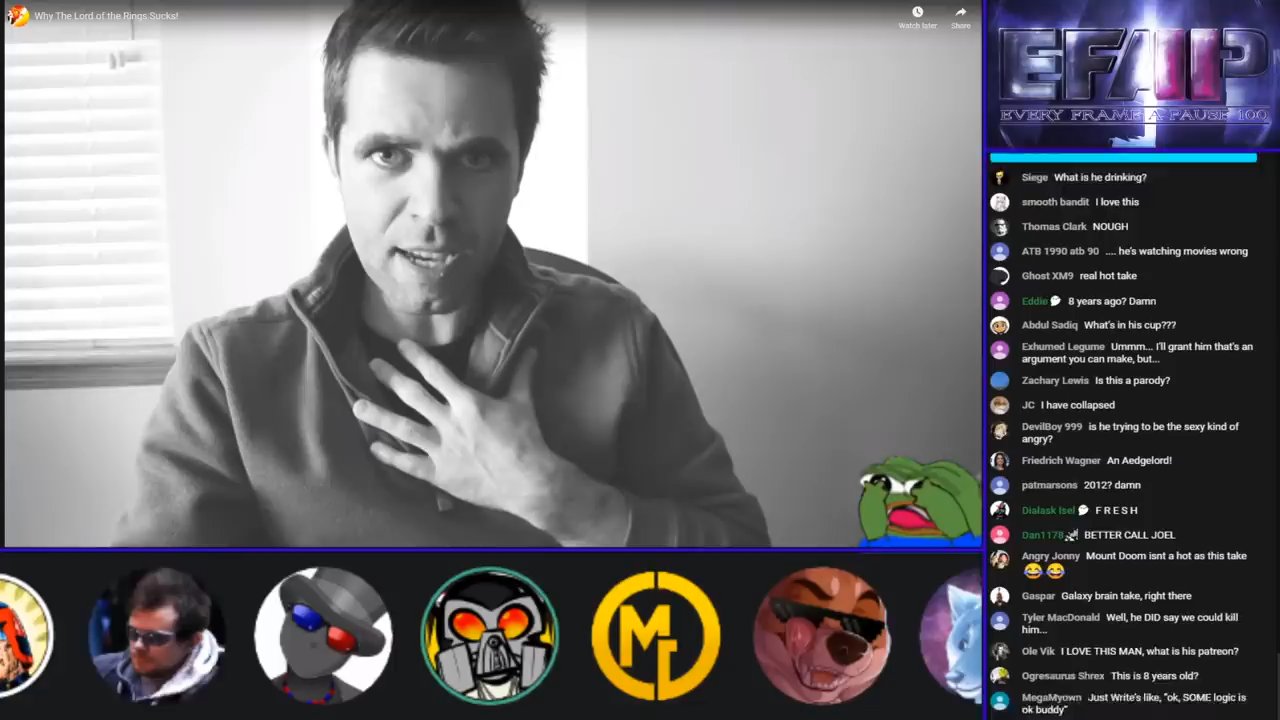 Why The Lord of the Rings Sucks!
Watch later
Share
EFAP
EVERY FRAME A PAUSE 100
Siege What is he drinking?
smooth bandit I love this
Thomas Clark NOUGH
ATB 1990 atb 90 .... he's watching movies wrong
Ghost XM9 real hot take
Eddie 8 years ago? Damn
Abdul Sadiq What's in his cup???
Exhumed Legume Ummm... I'll grant him that's an
argument you can make, but...
Zachary Lewis Is this a parody?
JC I have collapsed
DevilBoy 999 is he trying to be the sexy kind of
angry?
Friedrich Wagner An Aedgelord!
patmarsons 2012? damn
Dialask Isel F R E S H
Dan1178 BETTER CALL JOEL
Angry Jonny Mount Doom isnt a hot as this take
😂😂
Gaspar Galaxy brain take, right there
Tyler MacDonald Well, he DID say we could kill
him...
Ole Vik I LOVE THIS MAN, what is his patreon?
Ogresaurus Shrex This is 8 years old?
MegaMyown Just Write's like, "ok, SOME logic is
ok buddy"